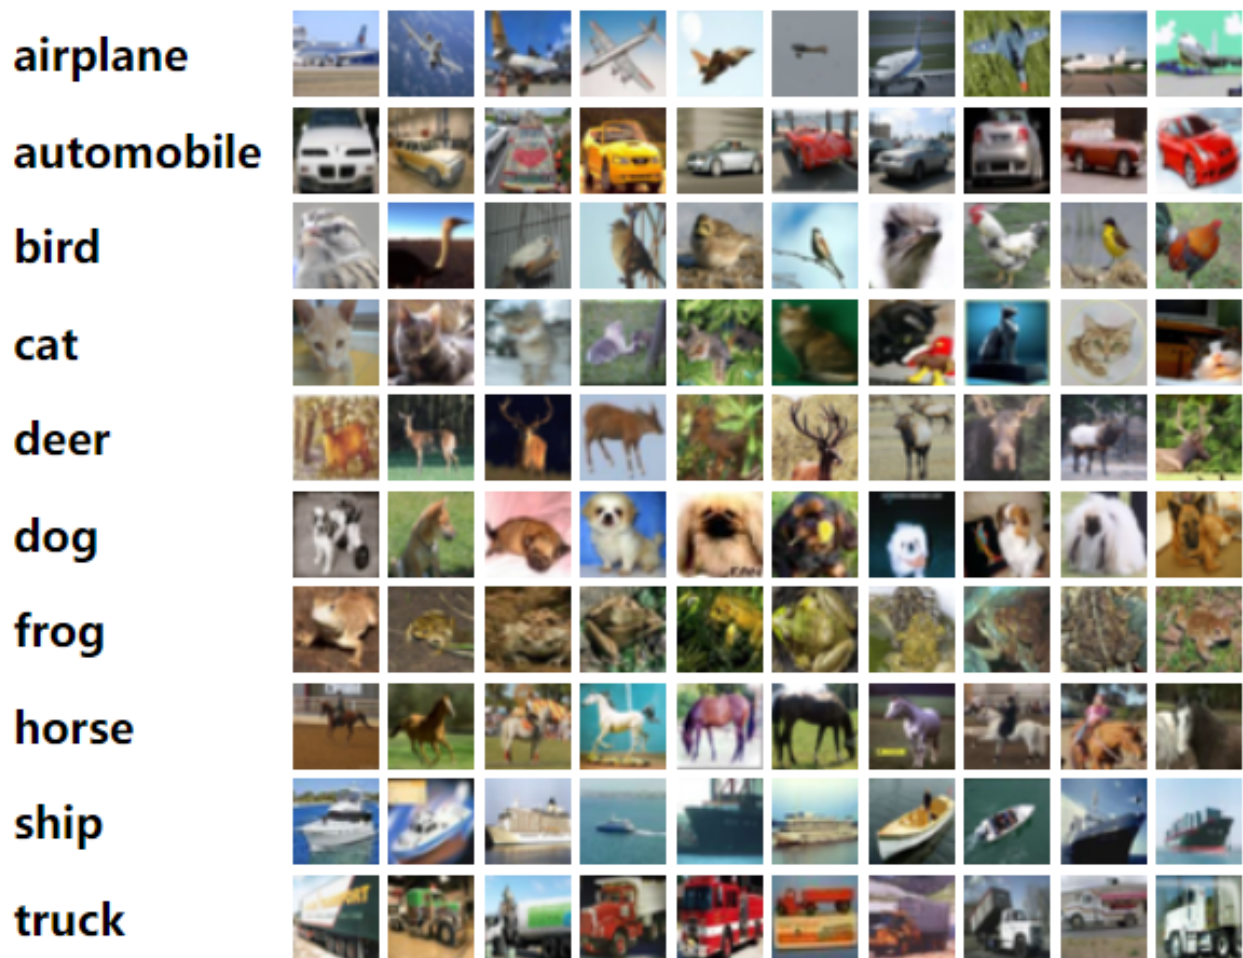 airplane
automobile
bird
cat
deer
dog
frog
horse
ship
truck